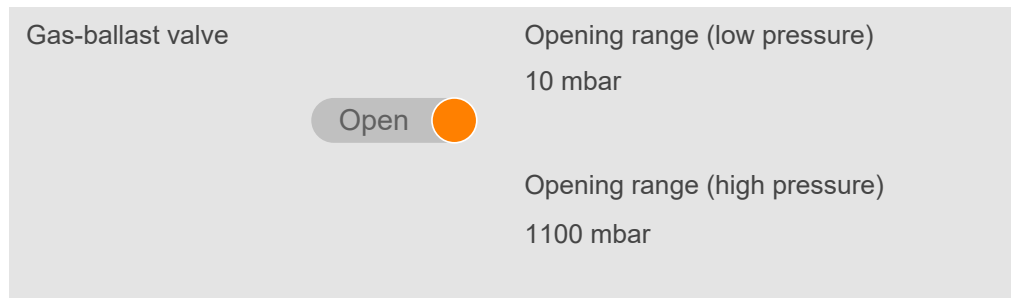 Gas-ballast valve
Open
Opening range (low pressure)
10 mbar
Opening range (high pressure)
1100 mbar